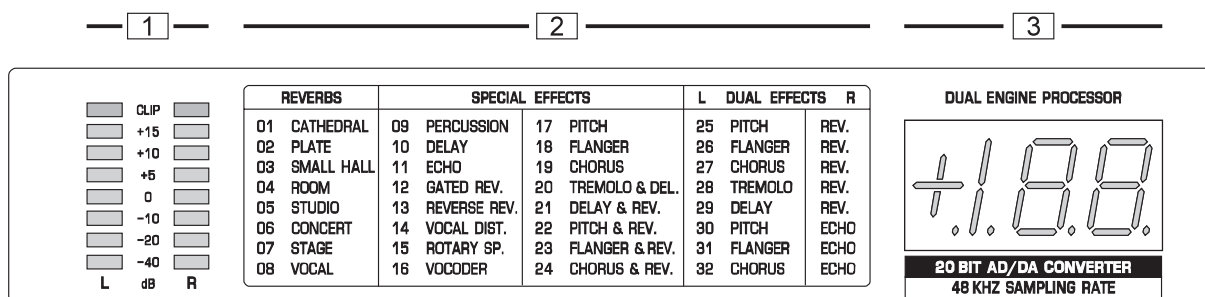 1 2 3
CLIP
+15
+10
+5
0
-10
-20
-40
L dB R
REVERBS SPECIAL EFFECTS L DUAL EFFECTS R
01 CATHEDRAL 09 PERCUSSION 17 PITCH 25 PITCH REV.
02 PLATE 10 DELAY 18 FLANGER 26 FLANGER REV.
03 SMALL HALL 11 ECHO 19 CHORUS 27 CHORUS REV.
04 ROOM 12 GATED REV. 20 TREMOLO & DEL. 28 TREMOLO REV.
05 STUDIO 13 REVERSE REV. 21 DELAY & REV. 29 DELAY REV.
06 CONCERT 14 VOCAL DIST. 22 PITCH & REV. 30 PITCH ECHO
07 STAGE 15 ROTARY SP. 23 FLANGER & REV. 31 FLANGER ECHO
08 VOCAL 16 VOCODER 24 CHORUS & REV. 32 CHORUS ECHO
DUAL ENGINE PROCESSOR
+1.8.8.
20 BIT AD/DA CONVERTER
48 KHZ SAMPLING RATE